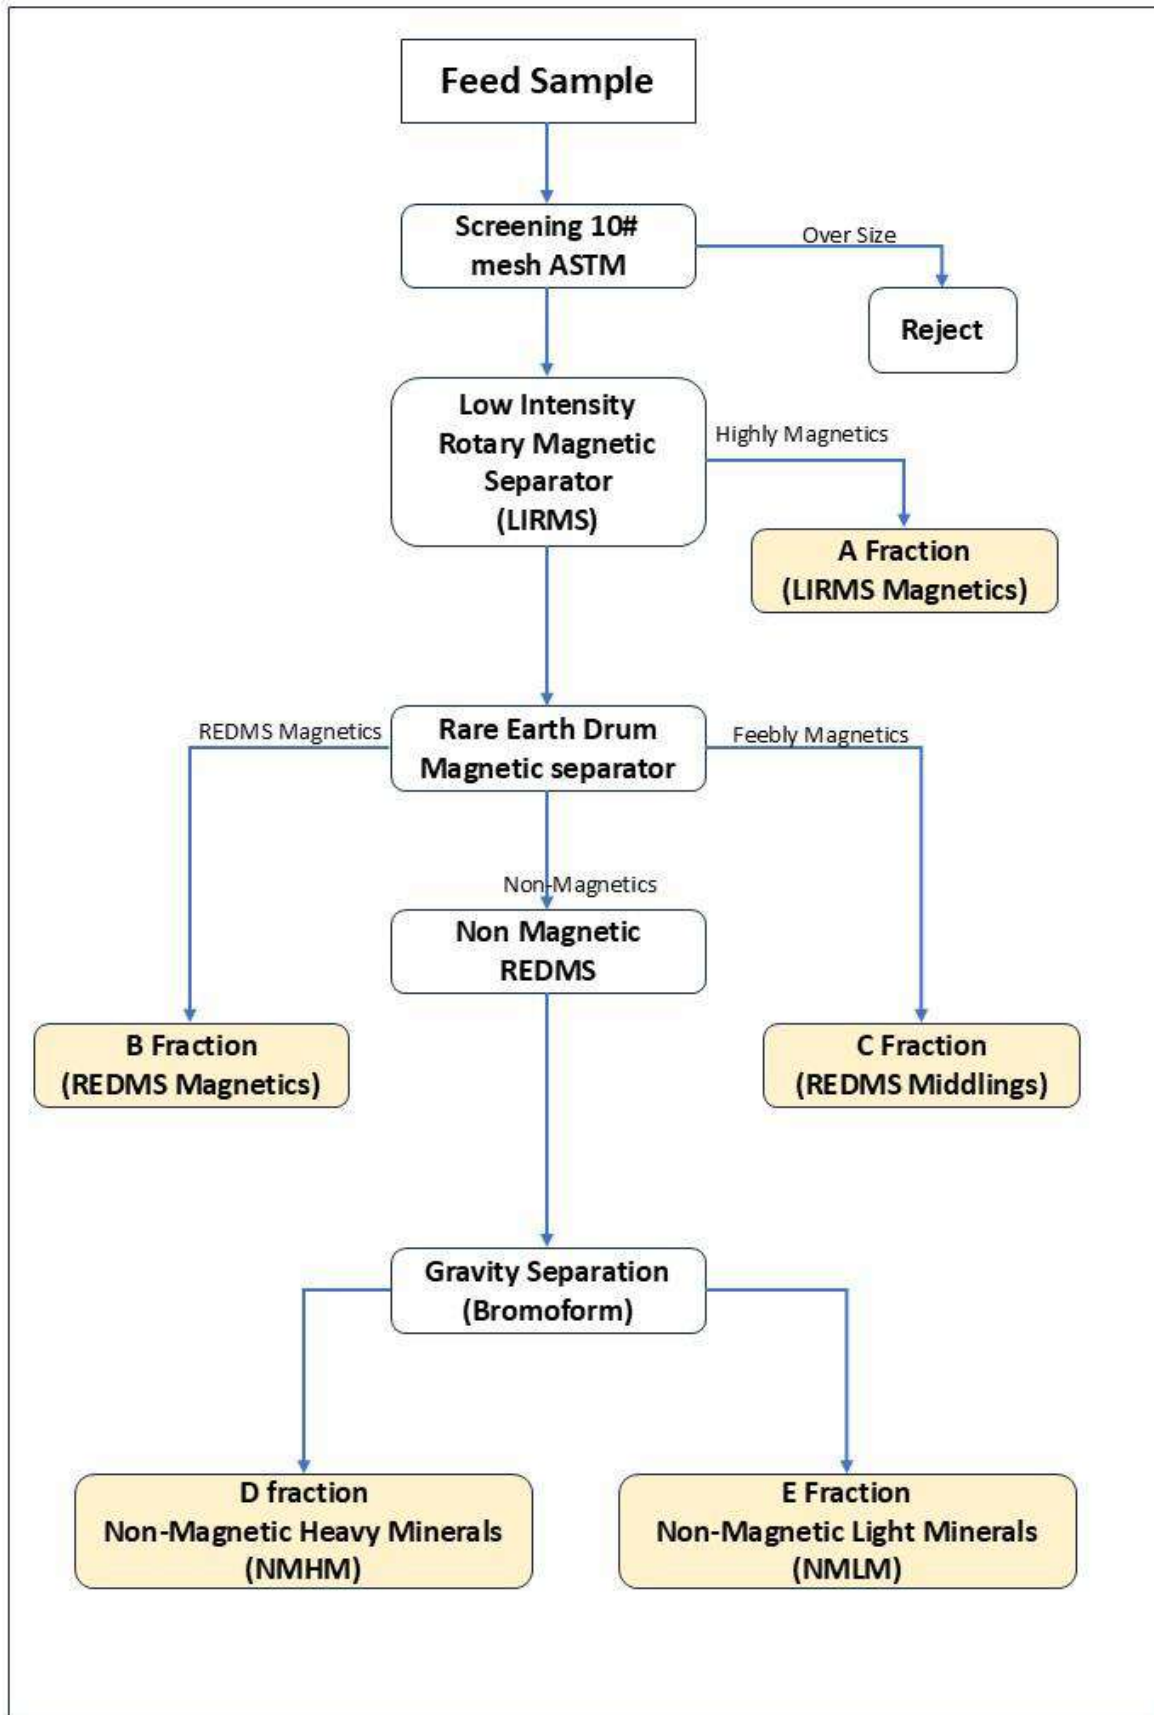 Feed Sample
Screening 10#
mesh ASTM
Over Size
Reject
Low Intensity
Rotary Magnetic
Separator
(LIRMS)
Highly Magnetics
A Fraction
(LIRMS Magnetics)
REDMS Magnetics
Rare Earth Drum
Magnetic separator
Feebly Magnetics
Non-Magnetics
Non Magnetic
REDMS
B Fraction
(REDMS Magnetics)
C Fraction
(REDMS Middlings)
Gravity Separation
(Bromoform)
D fraction
Non-Magnetic Heavy Minerals
(NMHM)
E Fraction
Non-Magnetic Light Minerals
(NMLM)